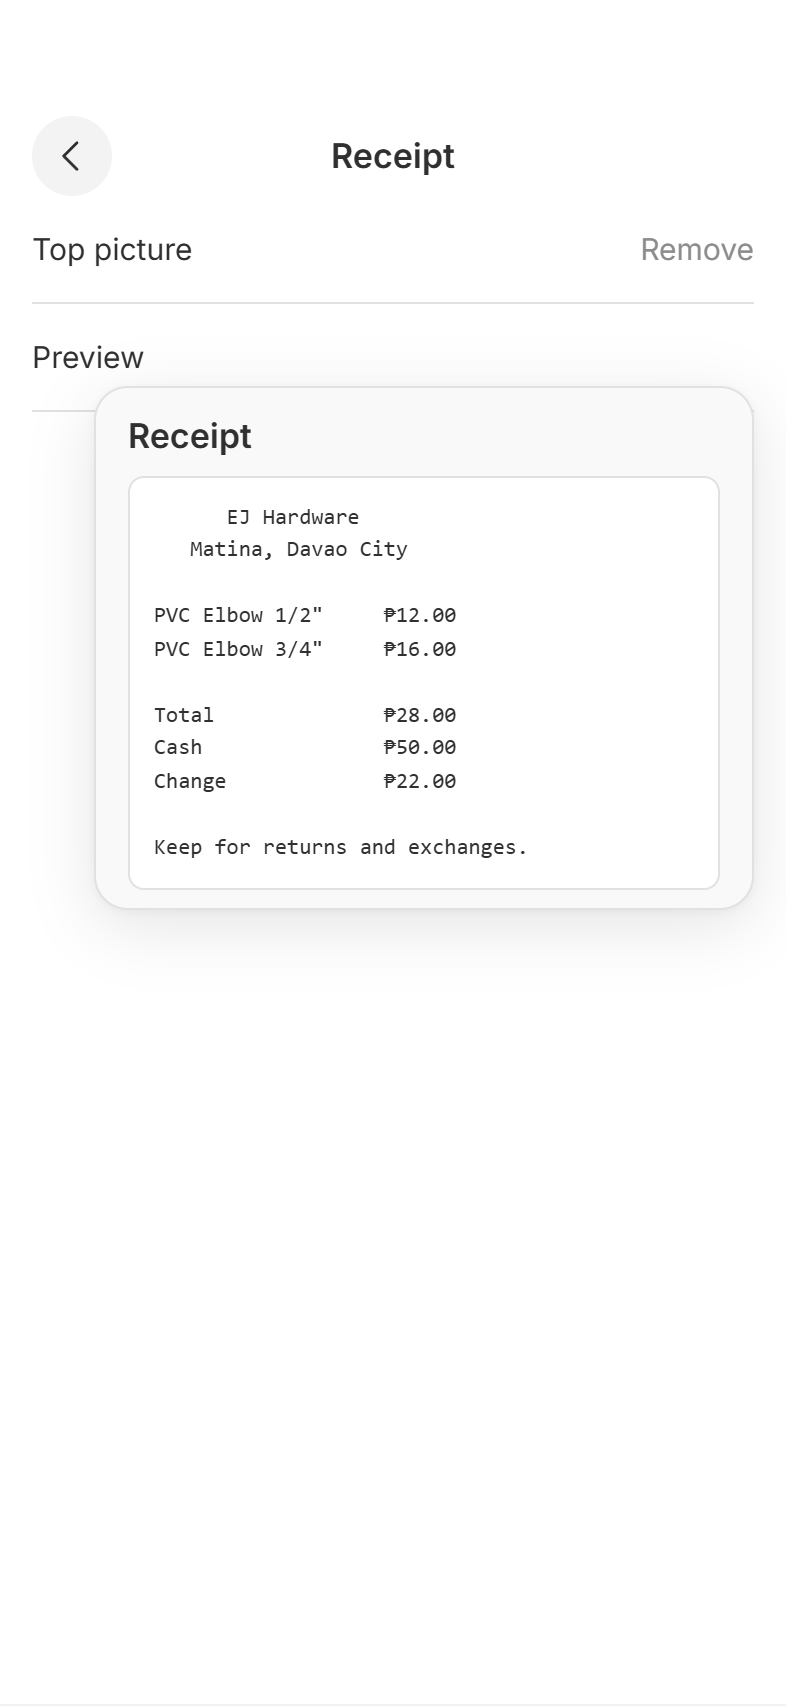 Receipt
Top picture Remove
Preview
Receipt
EJ Hardware
Matina, Davao City
PVC Elbow 1/2" ₱12.00
PVC Elbow 3/4" ₱16.00
Total ₱28.00
Cash ₱50.00
Change ₱22.00
Keep for returns and exchanges.